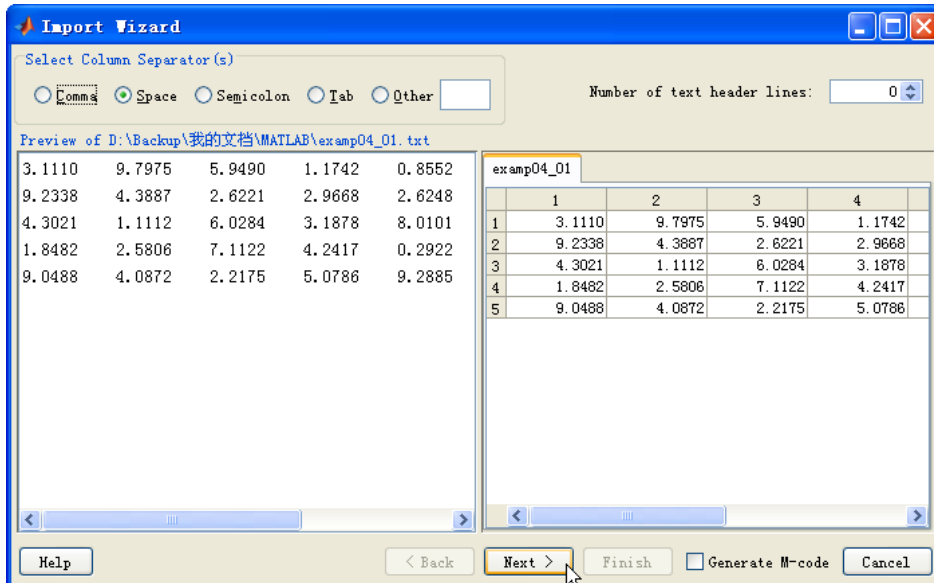 Import Wizard
Select Column Separator(s)
Comma Space Semicolon Tab Other
Number of text header lines: 0
Preview of D:\Backup\我的文档\MATLAB\examp04_01.txt
3.1110 9.7975 5.9490 1.1742 0.8552
9.2338 4.3887 2.6221 2.9668 2.6248
4.3021 1.1112 6.0284 3.1878 8.0101
1.8482 2.5806 7.1122 4.2417 0.2922
9.0488 4.0872 2.2175 5.0786 9.2885
examp04_01
1 2 3 4
1 3.1110 9.7975 5.9490 1.1742
2 9.2338 4.3887 2.6221 2.9668
3 4.3021 1.1112 6.0284 3.1878
4 1.8482 2.5806 7.1122 4.2417
5 9.0488 4.0872 2.2175 5.0786
Help < Back Next > Finish Generate M-code Cancel